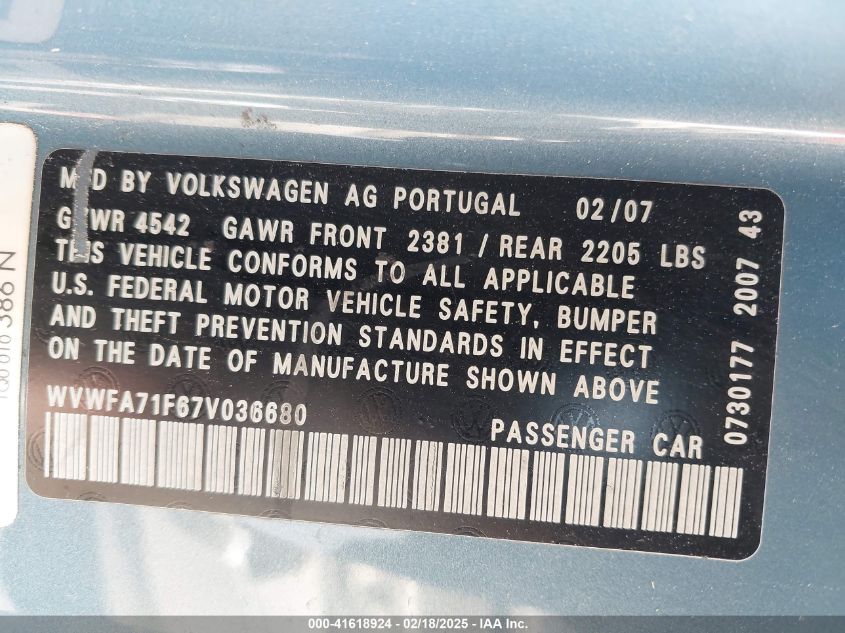 MFD BY VOLKSWAGEN AG PORTUGAL 02/07
GVWR 4542 GAWR FRONT 2381 / REAR 2205 LBS
THIS VEHICLE CONFORMS TO ALL APPLICABLE
U.S. FEDERAL MOTOR VEHICLE SAFETY, BUMPER
AND THEFT PREVENTION STANDARDS IN EFFECT
ON THE DATE OF MANUFACTURE SHOWN ABOVE
WVWFA71F67V036680
PASSENGER CAR
0730177 2007 43
386 N
000-41618924 - 02/18/2025 - IAA Inc.